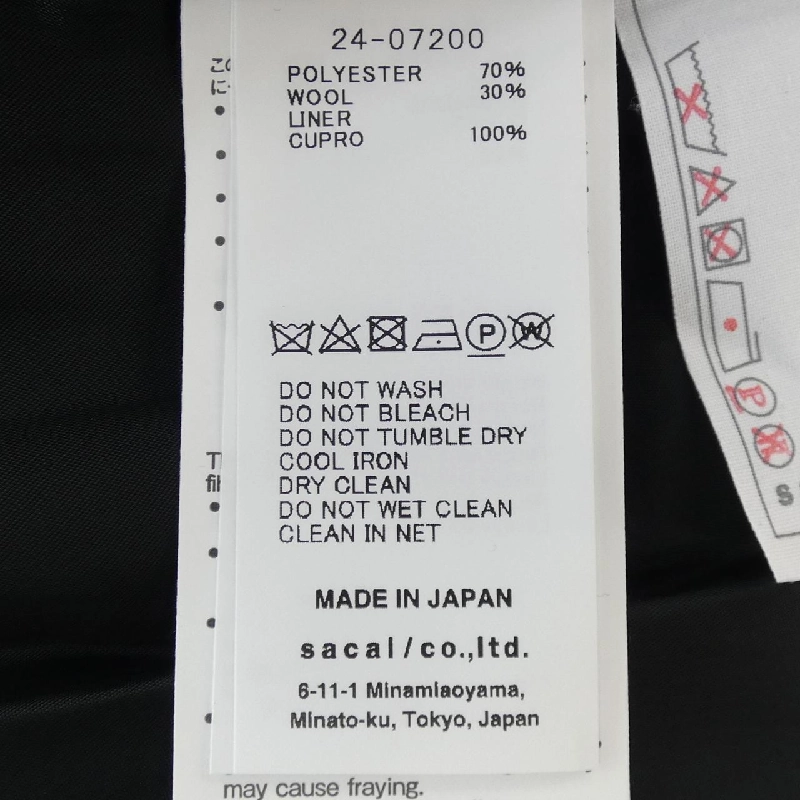 24-07200
POLYESTER 70%
WOOL 30%
LINER
CUPRO 100%
P W
DO NOT WASH
DO NOT BLEACH
DO NOT TUMBLE DRY
COOL IRON
DRY CLEAN
DO NOT WET CLEAN
CLEAN IN NET
MADE IN JAPAN
sacai/co.,ltd.
6-11-1 Minamiaoyama,
Minato-ku, Tokyo, Japan
may cause fraying.
P
W
S